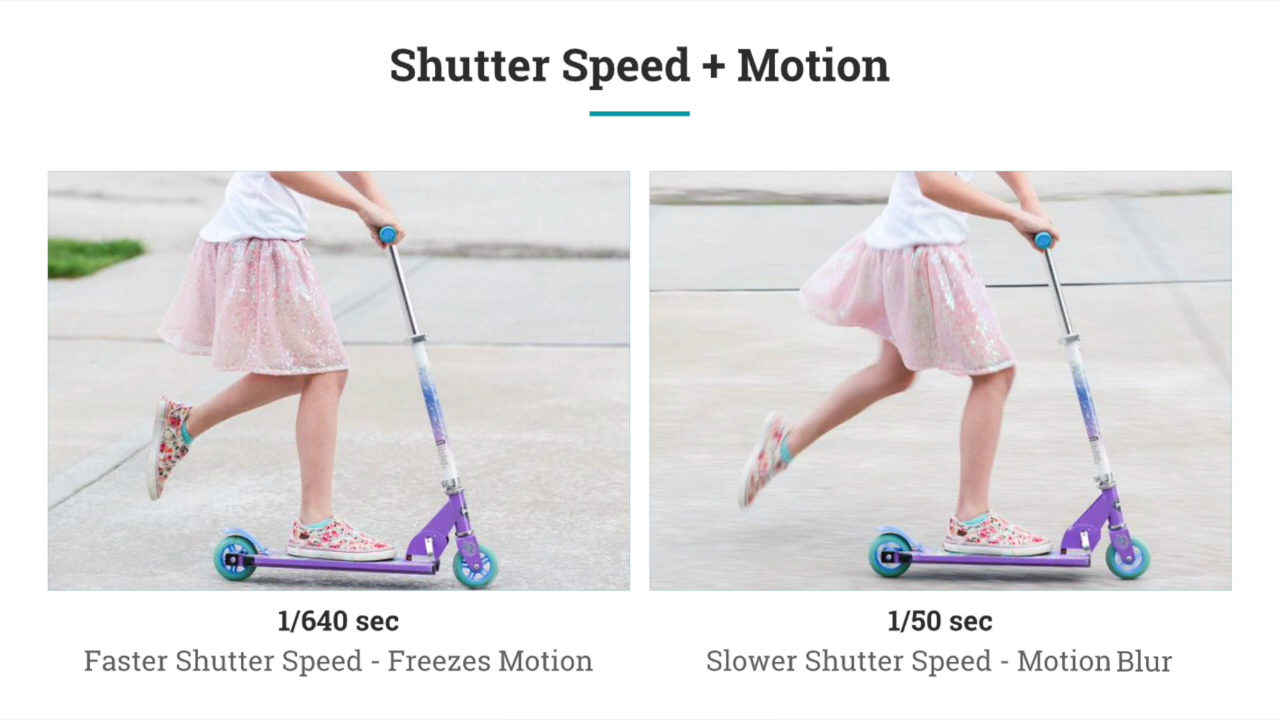 Shutter Speed + Motion
1/640 sec
Faster Shutter Speed - Freezes Motion
1/50 sec
Slower Shutter Speed - Motion Blur